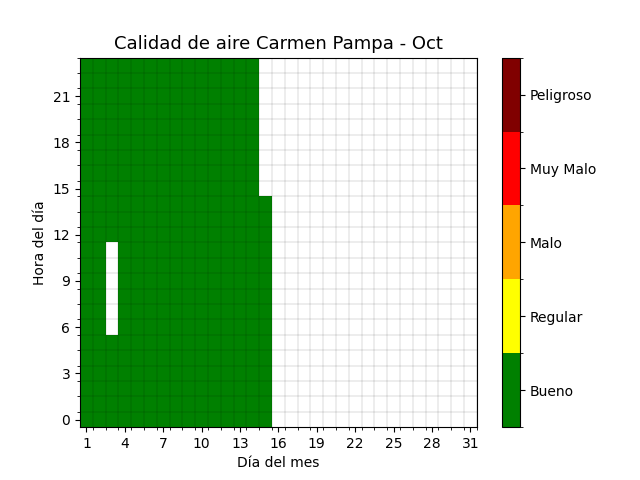 Calidad de aire Carmen Pampa - Oct
21
18
15
12
9
6
3
0
Hora del día
1 4 7 10 13 16 19 22 25 28 31
Día del mes
Peligroso
Muy Malo
Malo
Regular
Bueno